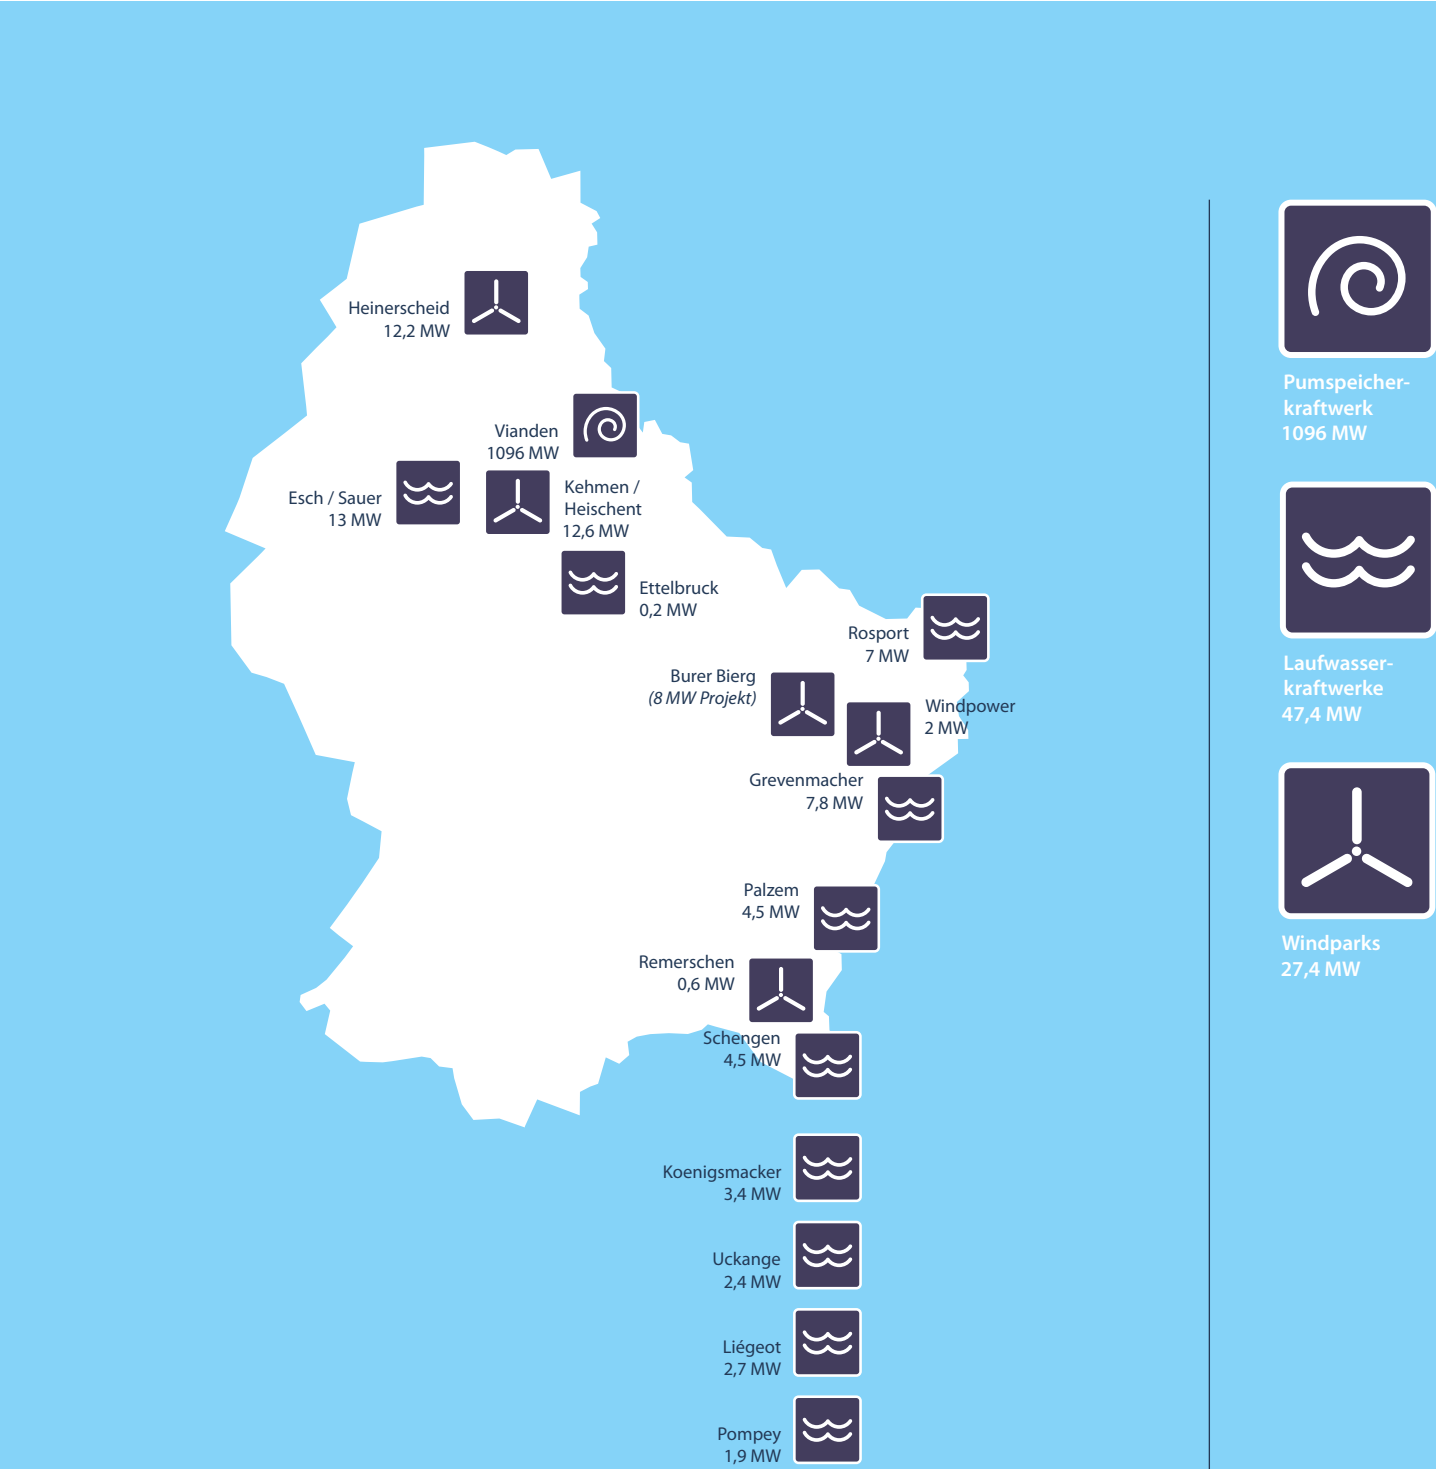 Heinerscheid
12,2 MW
Vianden
1096 MW
Esch / Sauer
13 MW
Kehmen /
Heischent
12,6 MW
Ettelbruck
0,2 MW
Rosport
7 MW
Burer Bierg
(8 MW Projekt)
Windpower
2 MW
Grevenmacher
7,8 MW
Palzem
4,5 MW
Remerschen
0,6 MW
Schengen
4,5 MW
Koenigsmacker
3,4 MW
Uckange
2,4 MW
Liégeot
2,7 MW
Pompey
1,9 MW
Pumspeicher-
kraftwerk
1096 MW
Laufwasser-
kraftwerke
47,4 MW
Windparks
27,4 MW